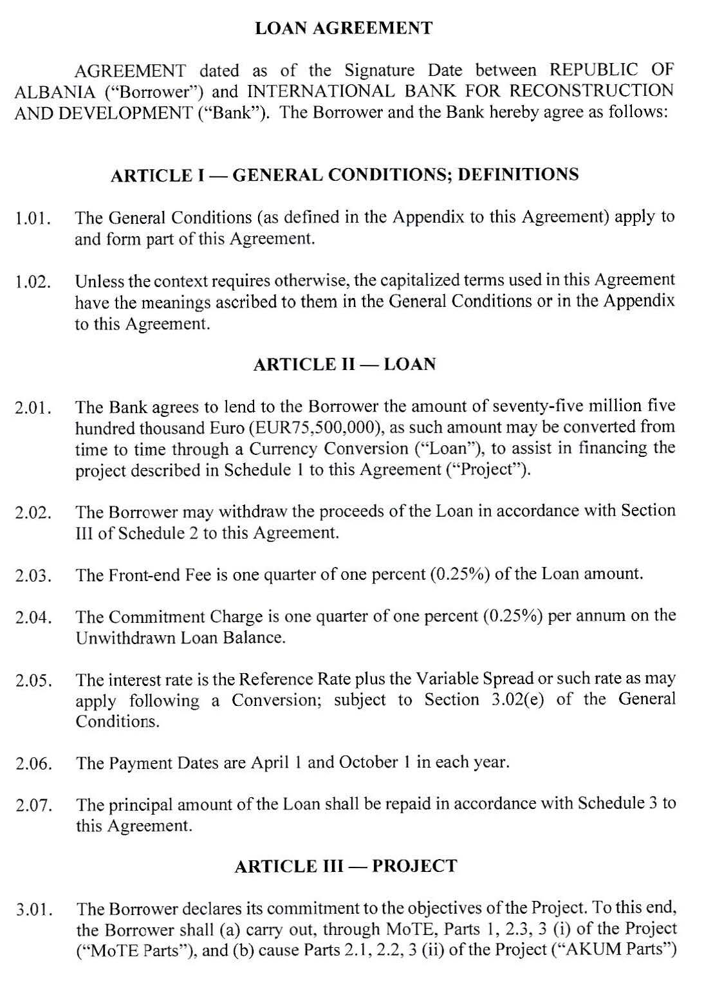 LOAN AGREEMENT
AGREEMENT dated as of the Signature Date between REPUBLIC OF
ALBANIA (“Borrower”) and INTERNATIONAL BANK FOR RECONSTRUCTION
AND DEVELOPMENT (“Bank”). The Borrower and the Bank hereby agree as follows:
ARTICLE I — GENERAL CONDITIONS; DEFINITIONS
1.01. The General Conditions (as defined in the Appendix to this Agreement) apply to
and form part of this Agreement.
1.02. Unless the context requires otherwise, the capitalized terms used in this Agreement
have the meanings ascribed to them in the General Conditions or in the Appendix
to this Agreement.
ARTICLE II — LOAN
2.01. The Bank agrees to lend to the Borrower the amount of seventy-five million five
hundred thousand Euro (EUR75,500,000), as such amount may be converted from
time to time through a Currency Conversion (“Loan”), to assist in financing the
project described in Schedule 1 to this Agreement (“Project”).
2.02. The Borrower may withdraw the proceeds of the Loan in accordance with Section
III of Schedule 2 to this Agreement.
2.03. The Front-end Fee is one quarter of one percent (0.25%) of the Loan amount.
2.04. The Commitment Charge is one quarter of one percent (0.25%) per annum on the
Unwithdrawn Loan Balance.
2.05. The interest rate is the Reference Rate plus the Variable Spread or such rate as may
apply following a Conversion; subject to Section 3.02(e) of the General
Conditions.
2.06. The Payment Dates are April 1 and October 1 in each year.
2.07. The principal amount of the Loan shall be repaid in accordance with Schedule 3 to
this Agreement.
ARTICLE III — PROJECT
3.01. The Borrower declares its commitment to the objectives of the Project. To this end,
the Borrower shall (a) carry out, through MoTE, Parts 1, 2.3, 3 (i) of the Project
(“MoTE Parts”), and (b) cause Parts 2.1, 2.2, 3 (ii) of the Project (“AKUM Parts”)